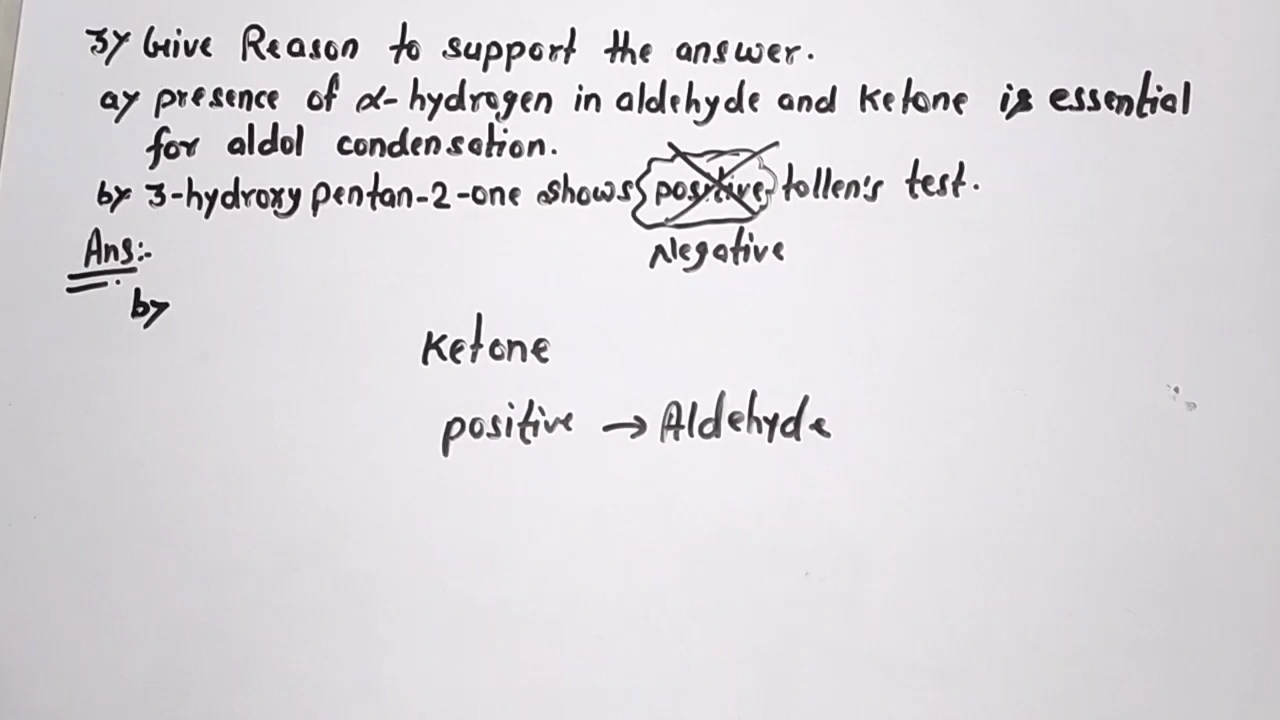 3) Give Reason to support the answer.
a) presence of α-hydrogen in aldehyde and ketone is essential
for aldol condensation.
b) 3-hydroxy pentan-2-one shows positive tollen's test.
Negative
Ans:-
b)
Ketone
positive → Aldehyde